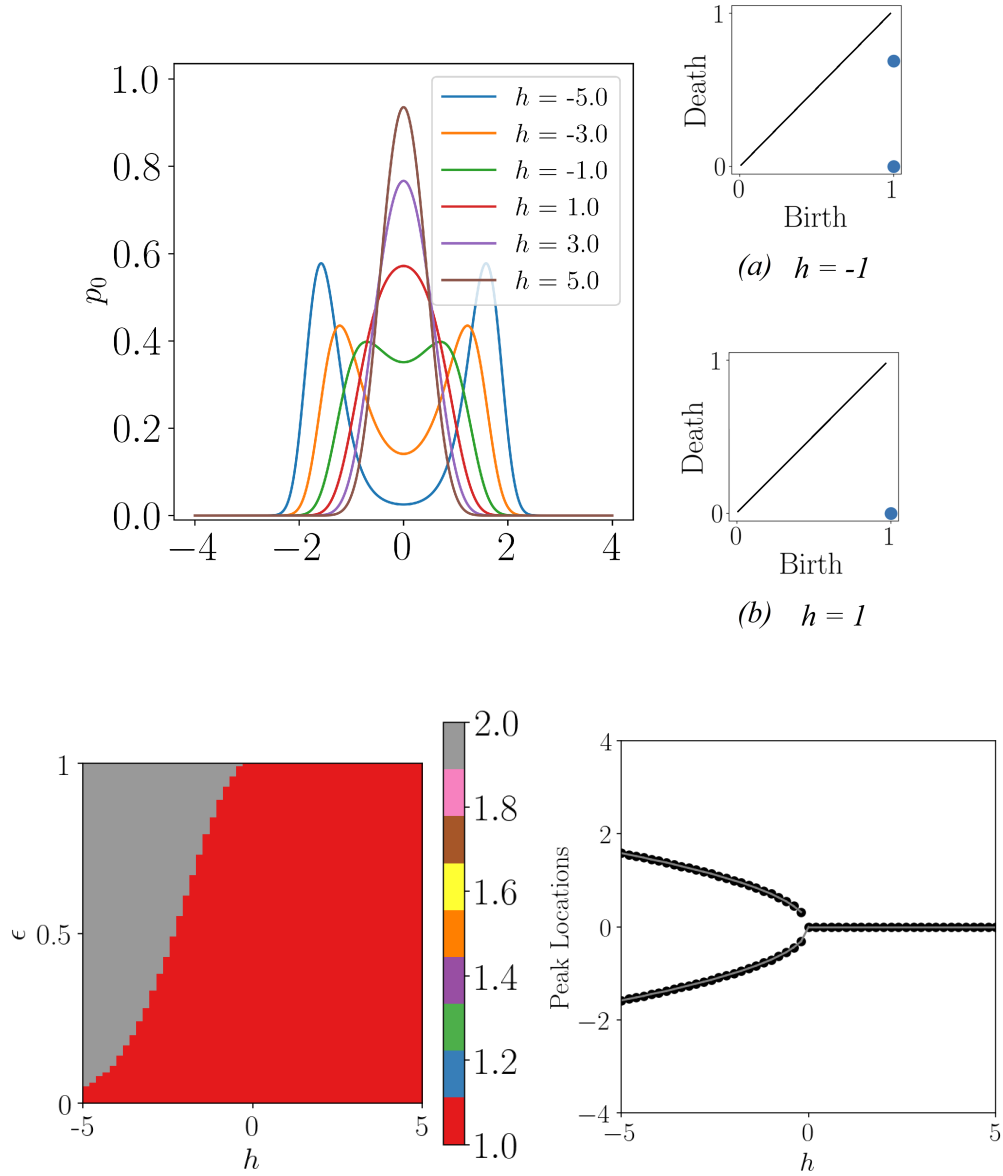 1.0
0.8
0.6
0.4
0.2
0.0
p0
−4
−2
0
2
4
h = -5.0
h = -3.0
h = -1.0
h = 1.0
h = 3.0
h = 5.0
1
0
Death
0
1
Birth
(a) h = -1
1
0
Death
0
1
Birth
(b) h = 1
1
0.5
0
ϵ
-5
0
5
h
2.0
1.8
1.6
1.4
1.2
1.0
4
2
0
−2
−4
Peak Locations
−5
0
5
h